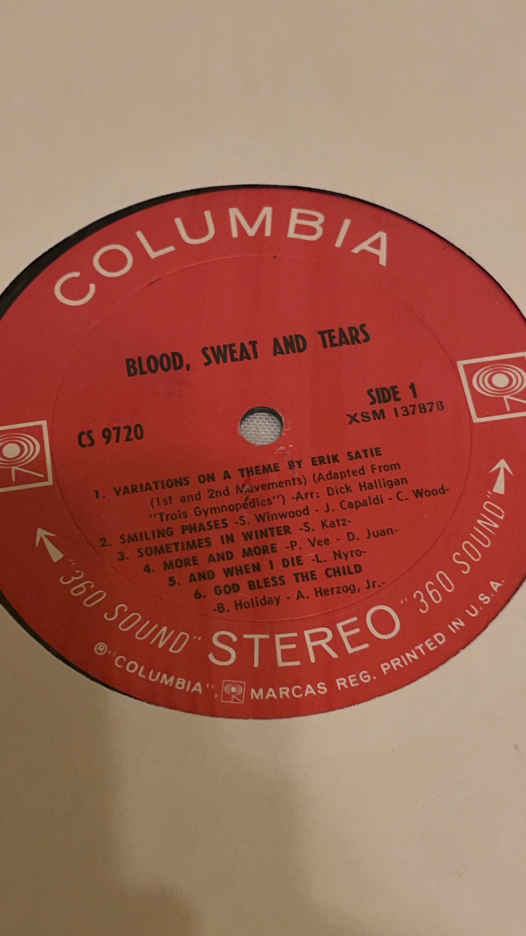 COLUMBIA
BLOOD, SWEAT AND TEARS
CS 9720
SIDE 1
XSM 137873
1. VARIATIONS ON A THEME BY ERIK SATIE
(1st and 2nd Movements) (Adapted From
"Trois Gymnopedics") -Arr: Dick Halligan
2. SMILING PHASES -S. Winwood - J. Capaldi - C. Wood-
3. SOMETIMES IN WINTER -S. Katz-
4. MORE AND MORE -P. Vee - D. Juan-
5. AND WHEN I DIE -L. Nyro-
6. GOD BLESS THE CHILD
-B. Holiday - A. Herzog, Jr.-
"360 SOUND" STEREO "360 SOUND"
℗"COLUMBIA", MARCAS REG. PRINTED IN U.S.A.